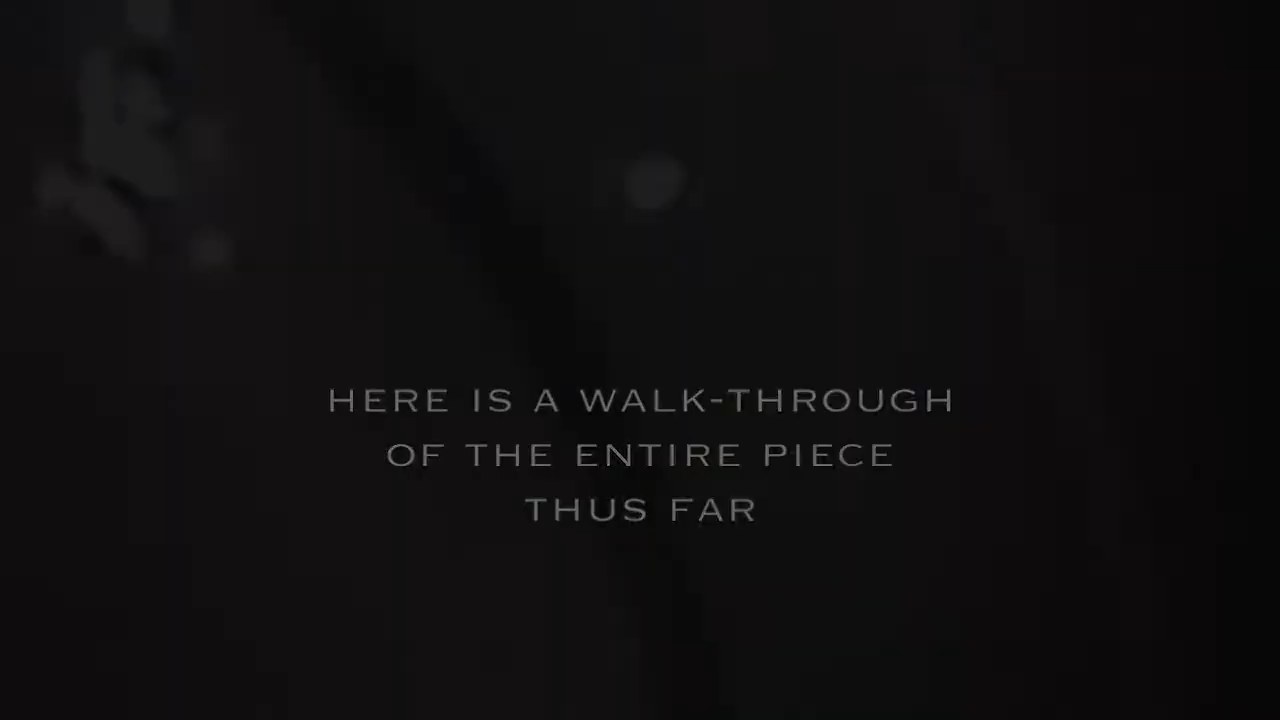 HERE IS A WALK-THROUGH
OF THE ENTIRE PIECE
THUS FAR